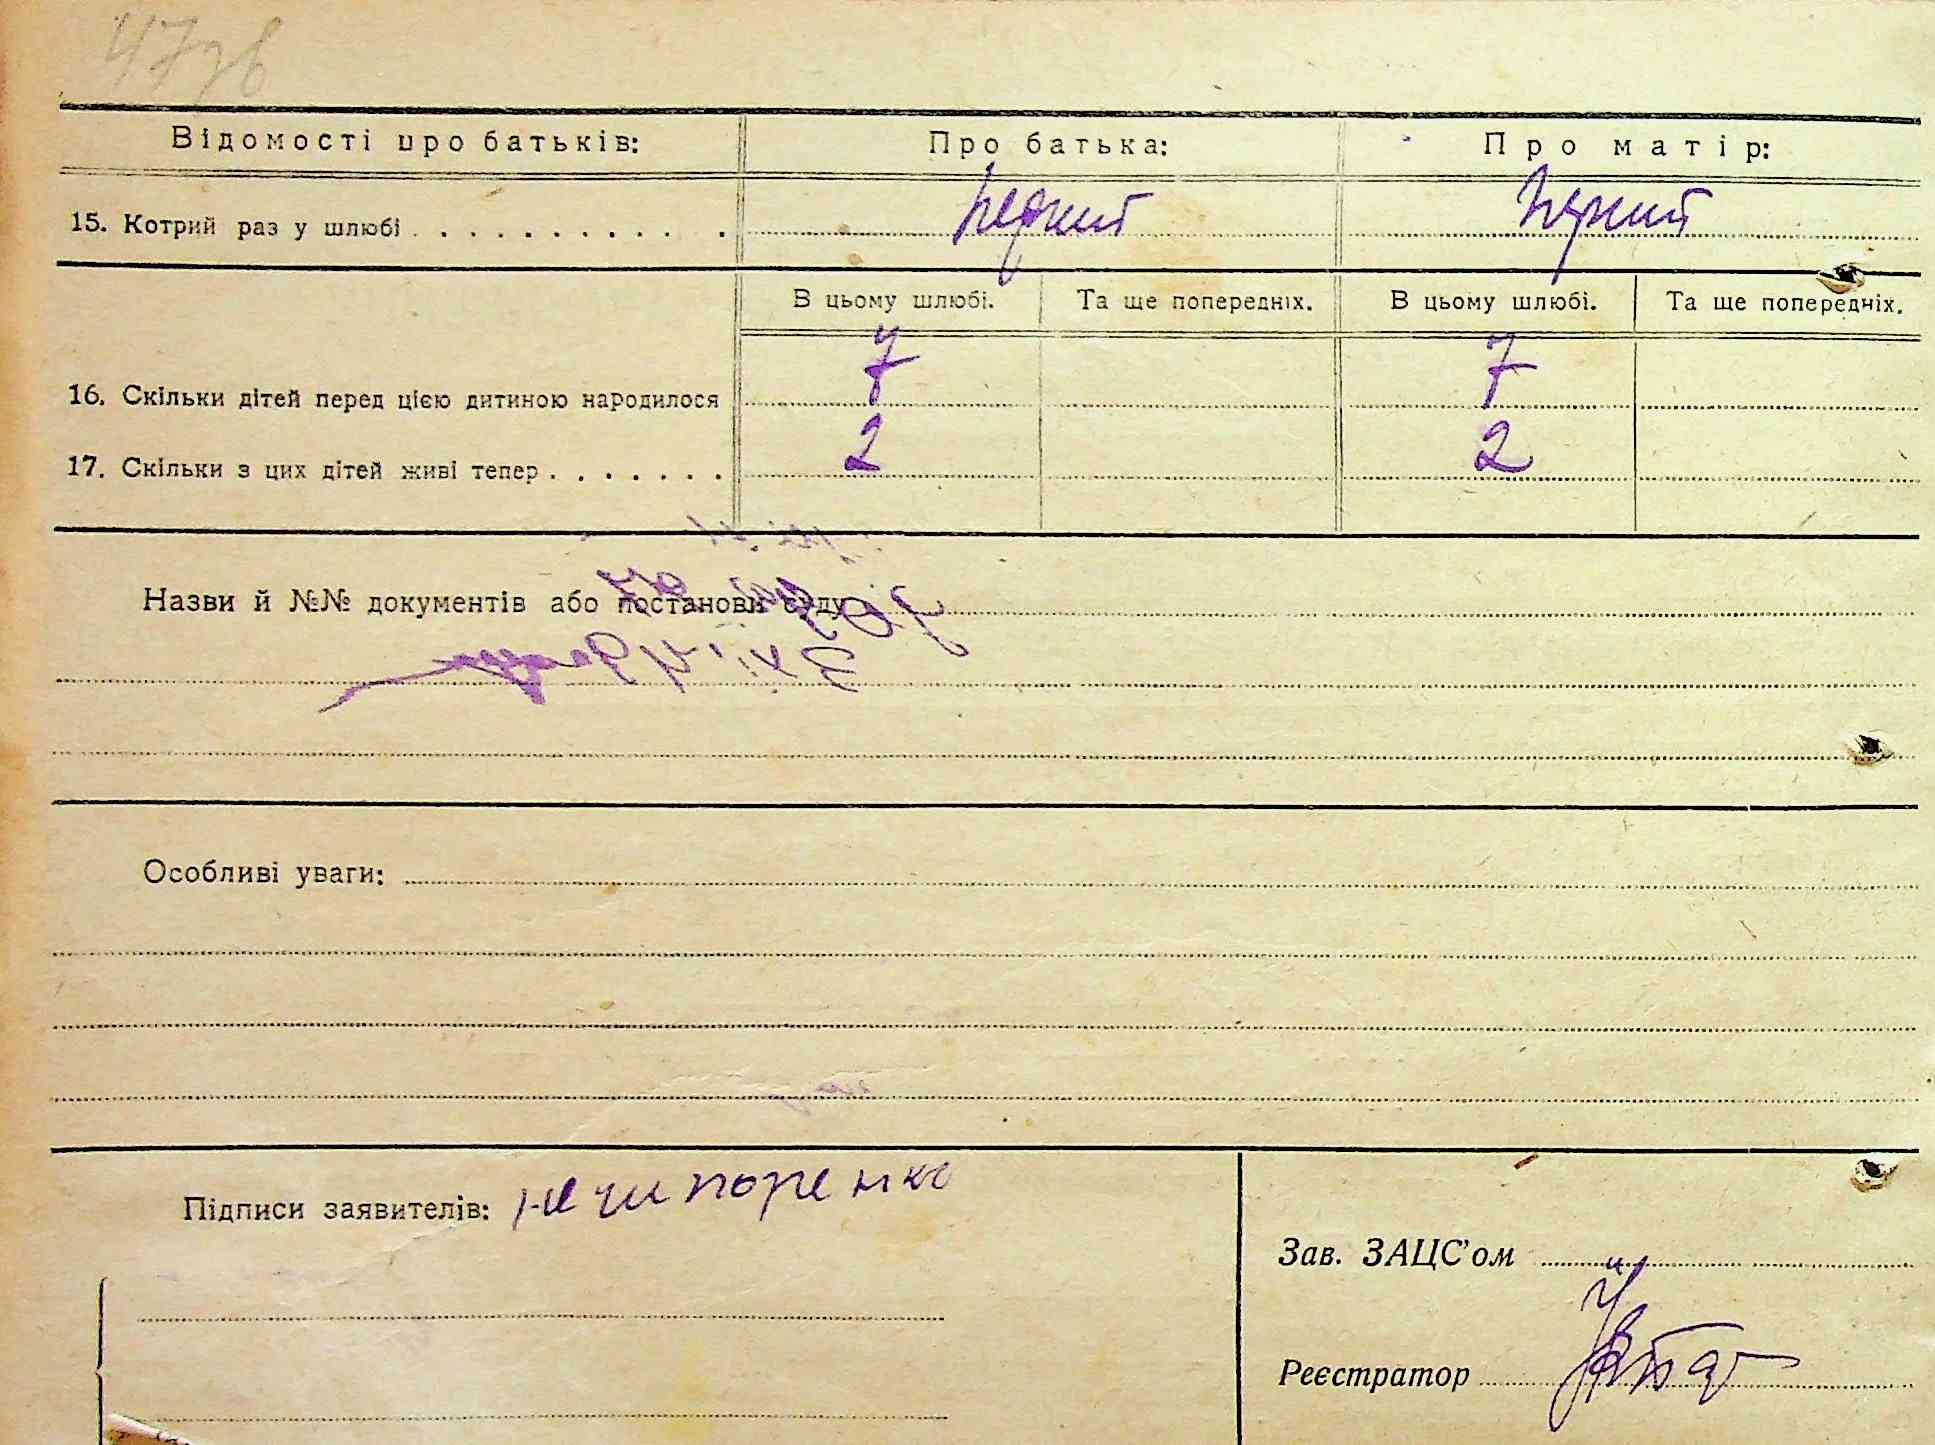 47зв
Відомості про батьків: Про батька: Про матір:
15. Котрий раз у шлюбі перший перший
В цьому шлюбі. Та ще попередніх. В цьому шлюбі. Та ще попередніх.
16. Скільки дітей перед цією дитиною народилося 7 7
17. Скільки з цих дітей живі тепер 2 2
Назви й №№ документів або постанови суду
Особливі уваги:
Підписи заявителів: нечипоренко
Зав. ЗАЦС'ом
Реєстратор